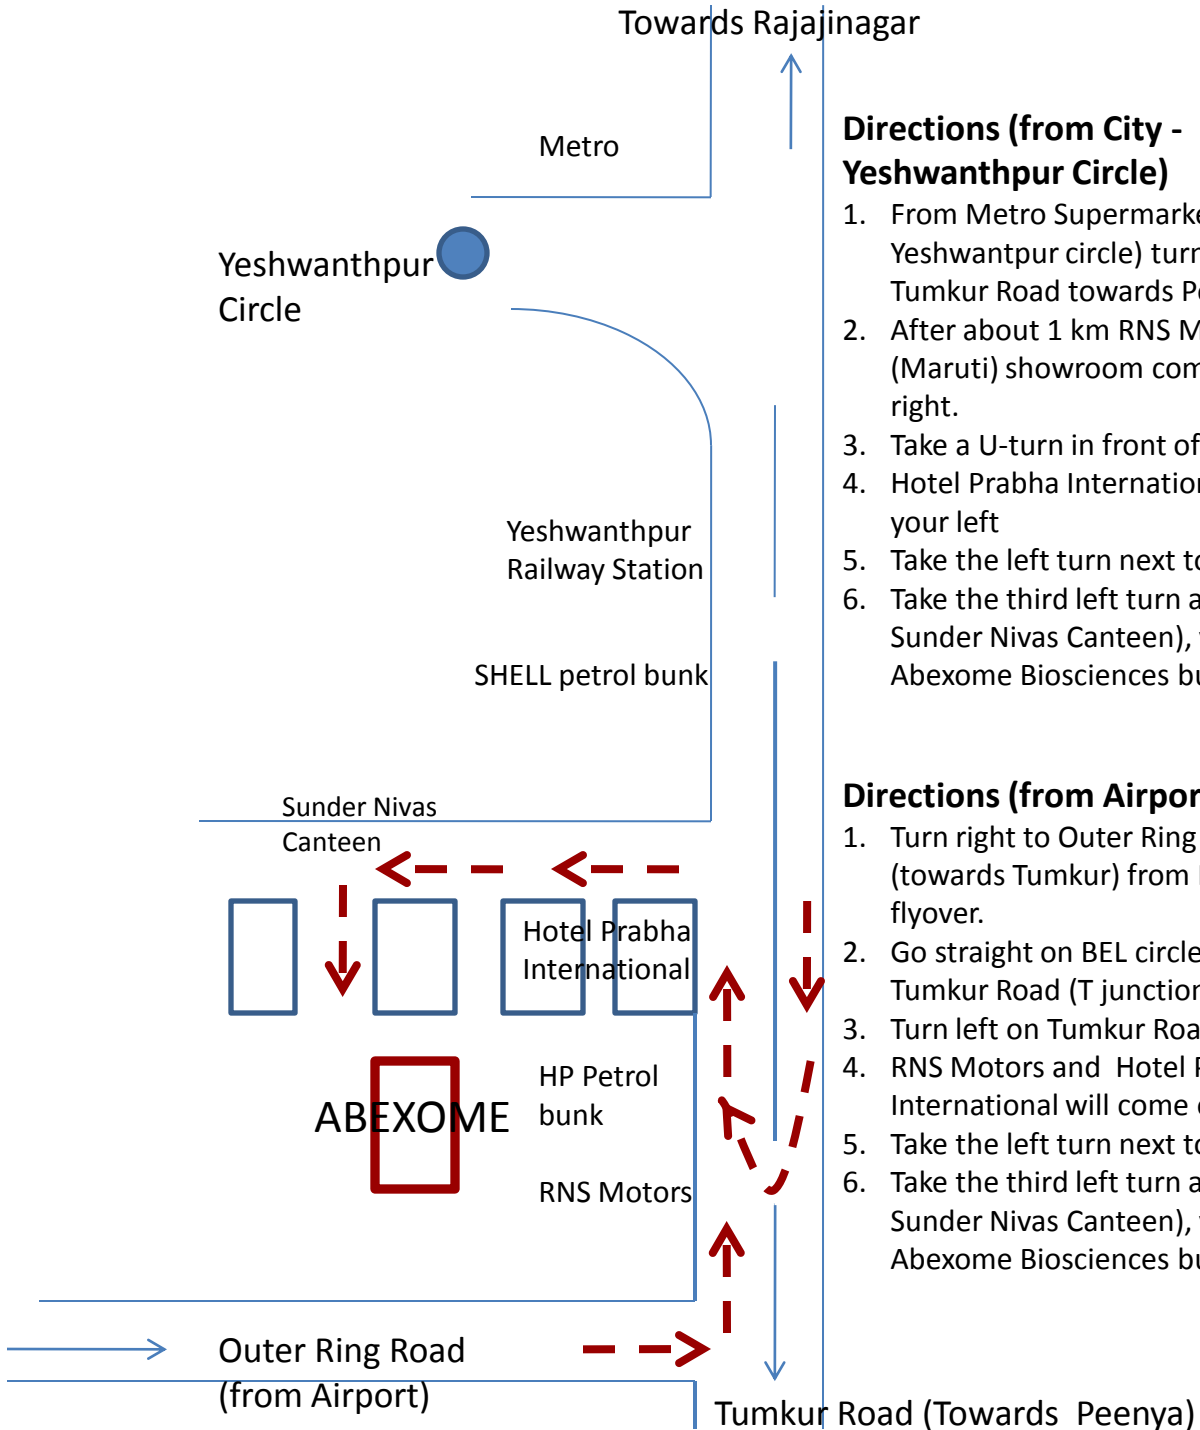 Towards Rajajinagar
Metro
Yeshwanthpur
Circle
Yeshwanthpur
Railway Station
SHELL petrol bunk
Sunder Nivas
Canteen
Hotel Prabha
International
HP Petrol
bunk
ABEXOME
RNS Motors
Outer Ring Road
(from Airport)
Tumkur Road (Towards Peenya)
Directions (from City -
Yeshwanthpur Circle)
1. From Metro Supermarke
Yeshwantpur circle) turn
Tumkur Road towards P
2. After about 1 km RNS M
(Maruti) showroom com
right.
3. Take a U-turn in front of
4. Hotel Prabha Internation
your left
5. Take the left turn next to
6. Take the third left turn a
Sunder Nivas Canteen),
Abexome Biosciences bu
Directions (from Airpor
1. Turn right to Outer Ring
(towards Tumkur) from
flyover.
2. Go straight on BEL circle
Tumkur Road (T junction
3. Turn left on Tumkur Roa
4. RNS Motors and Hotel P
International will come
5. Take the left turn next to
6. Take the third left turn a
Sunder Nivas Canteen),
Abexome Biosciences bu